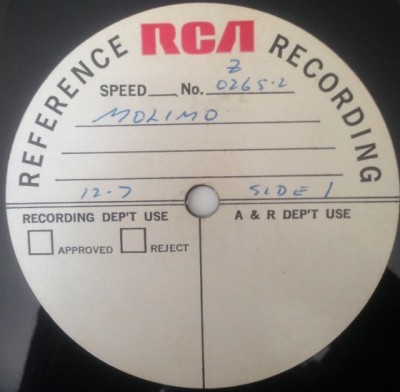 REFERENCE RCA RECORDING
Z
SPEED No. 0265-2
MOLIMO
12-7 SIDE 1
RECORDING DEP'T USE A & R DEP'T USE
APPROVED REJECT